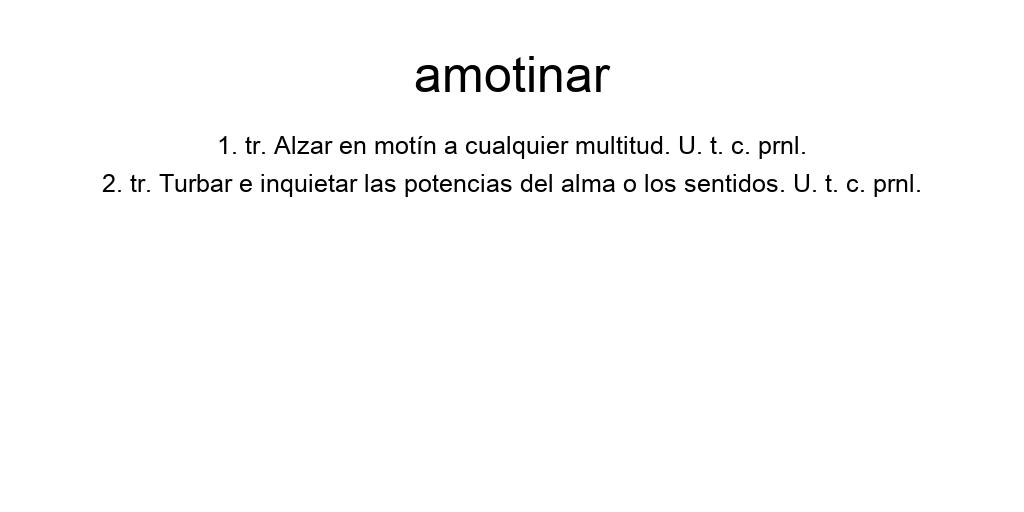 amotinar
1. tr. Alzar en motín a cualquier multitud. U. t. c. prnl.
2. tr. Turbar e inquietar las potencias del alma o los sentidos. U. t. c. prnl.